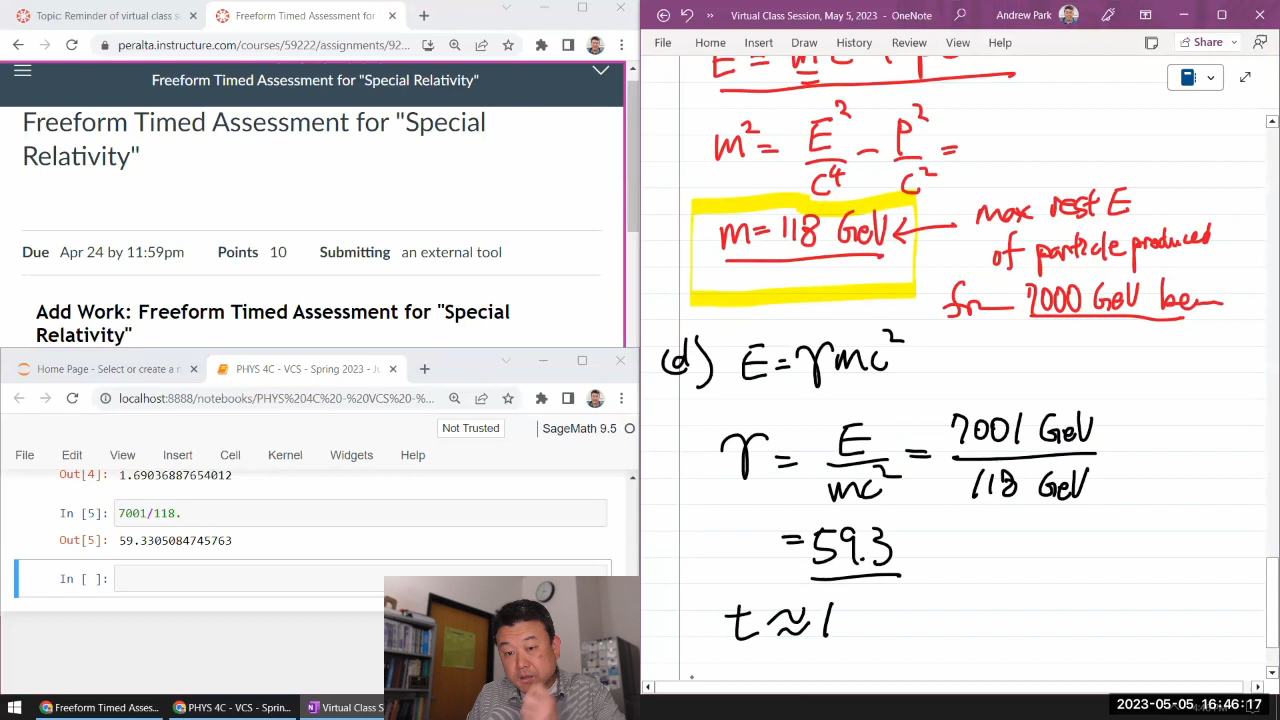 Topic: Reminder of virtual class s
Freeform Timed Assessment for "
peralta.instructure.com/courses/59222/assignments/92...
Freeform Timed Assessment for "Special Relativity"
Freeform Timed Assessment for "Special
Relativity"
Due Apr 24 by 11:59pm Points 10 Submitting an external tool
Add Work: Freeform Timed Assessment for "Special
Relativity"
Home Page - Select or create a n
PHYS 4C - VCS - Spring 2023 - Ju
localhost:8888/notebooks/PHYS%204C%20-%20VCS%20-%...
Not Trusted
SageMath 9.5
File Edit View Insert Cell Kernel Widgets Help
Out[4]: 1.69036887654012
In [5]: 7001/118.
Out[5]: 59.3305084745763
In [ ]:
Virtual Class Session, May 5, 2023 - OneNote
Andrew Park
File Home Insert Draw History Review View Help
Share
m² = E²/C⁴ - P²/C² =
m = 118 GeV ← max rest E
of particle produced
for 7000 GeV beam
(d) E = γmc²
γ = E/mc² = 7001 GeV/118 GeV
= 59.3
t ≈ 1
Freeform Timed Asses...
PHYS 4C - VCS - Sprin...
Virtual Class Session, ...
2023-05-05 16:46:17